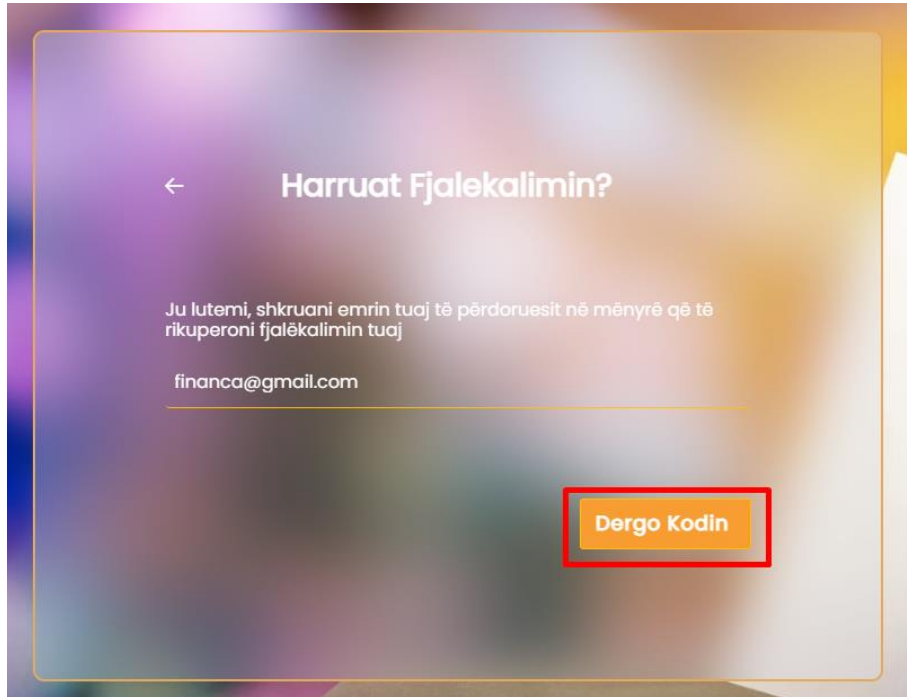 ← Harruat Fjalekalimin?
Ju lutemi, shkruani emrin tuaj të përdoruesit në mënyrë që të
rikuperoni fjalëkalimin tuaj
financa@gmail.com
Dergo Kodin